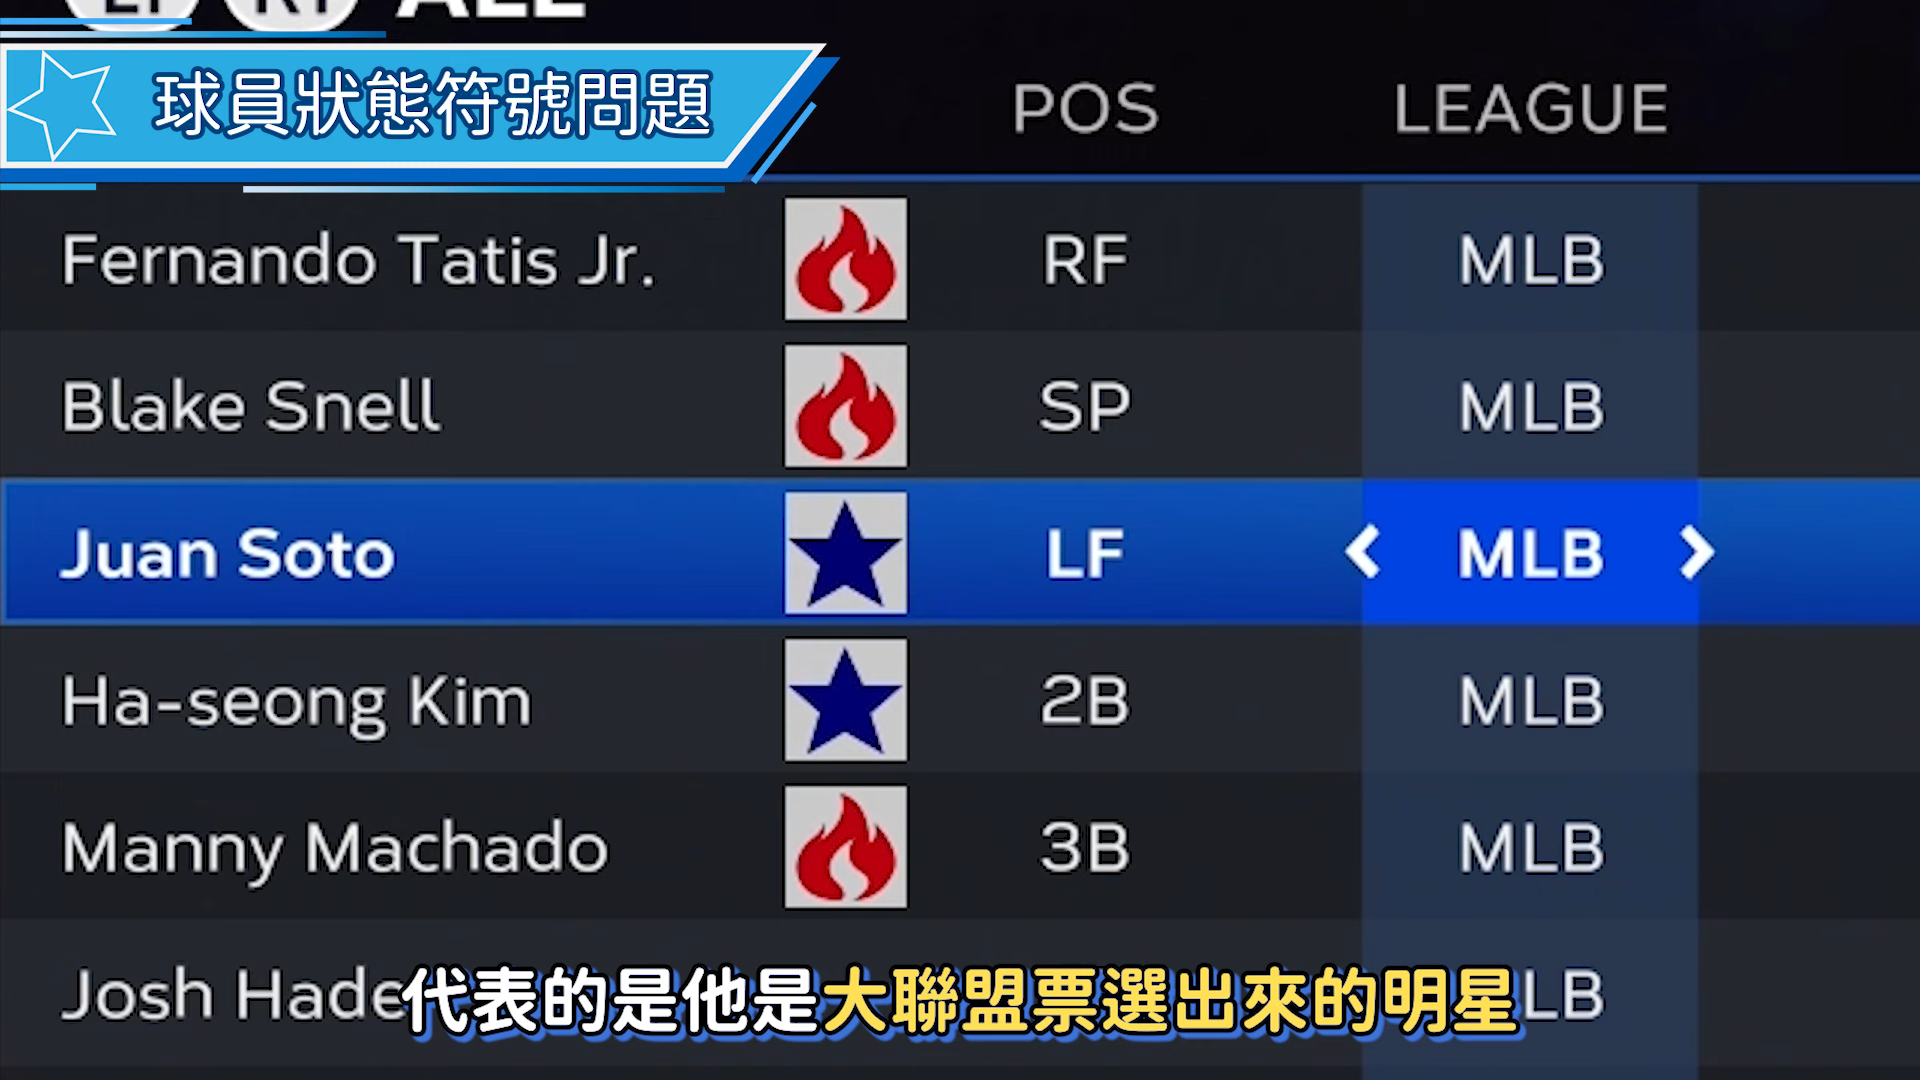 ALL
球員狀態符號問題
POS LEAGUE
Fernando Tatis Jr. RF MLB
Blake Snell SP MLB
Juan Soto LF MLB
Ha-seong Kim 2B MLB
Manny Machado 3B MLB
Josh Hade LB
代表的是他是大聯盟票選出來的明星